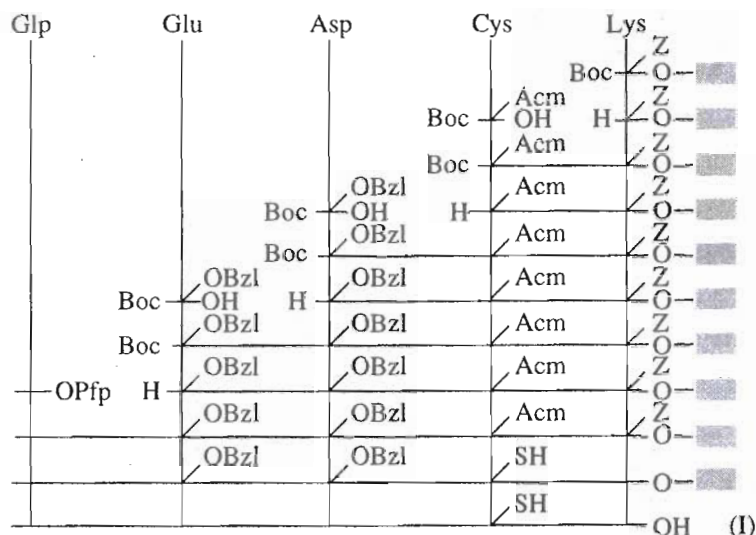 Glp Glu Asp Cys Lys
Z
Boc O
Acm Z
Boc OH H O
Acm Z
Boc O
OBzl Acm Z
Boc OH H O
OBzl Acm Z
Boc O
OBzl OBzl Acm Z
Boc OH H O
OBzl OBzl Acm Z
Boc O
OBzl OBzl Acm Z
OPfp H O
OBzl OBzl Acm Z
O
OBzl OBzl SH
O
SH
OH (I)